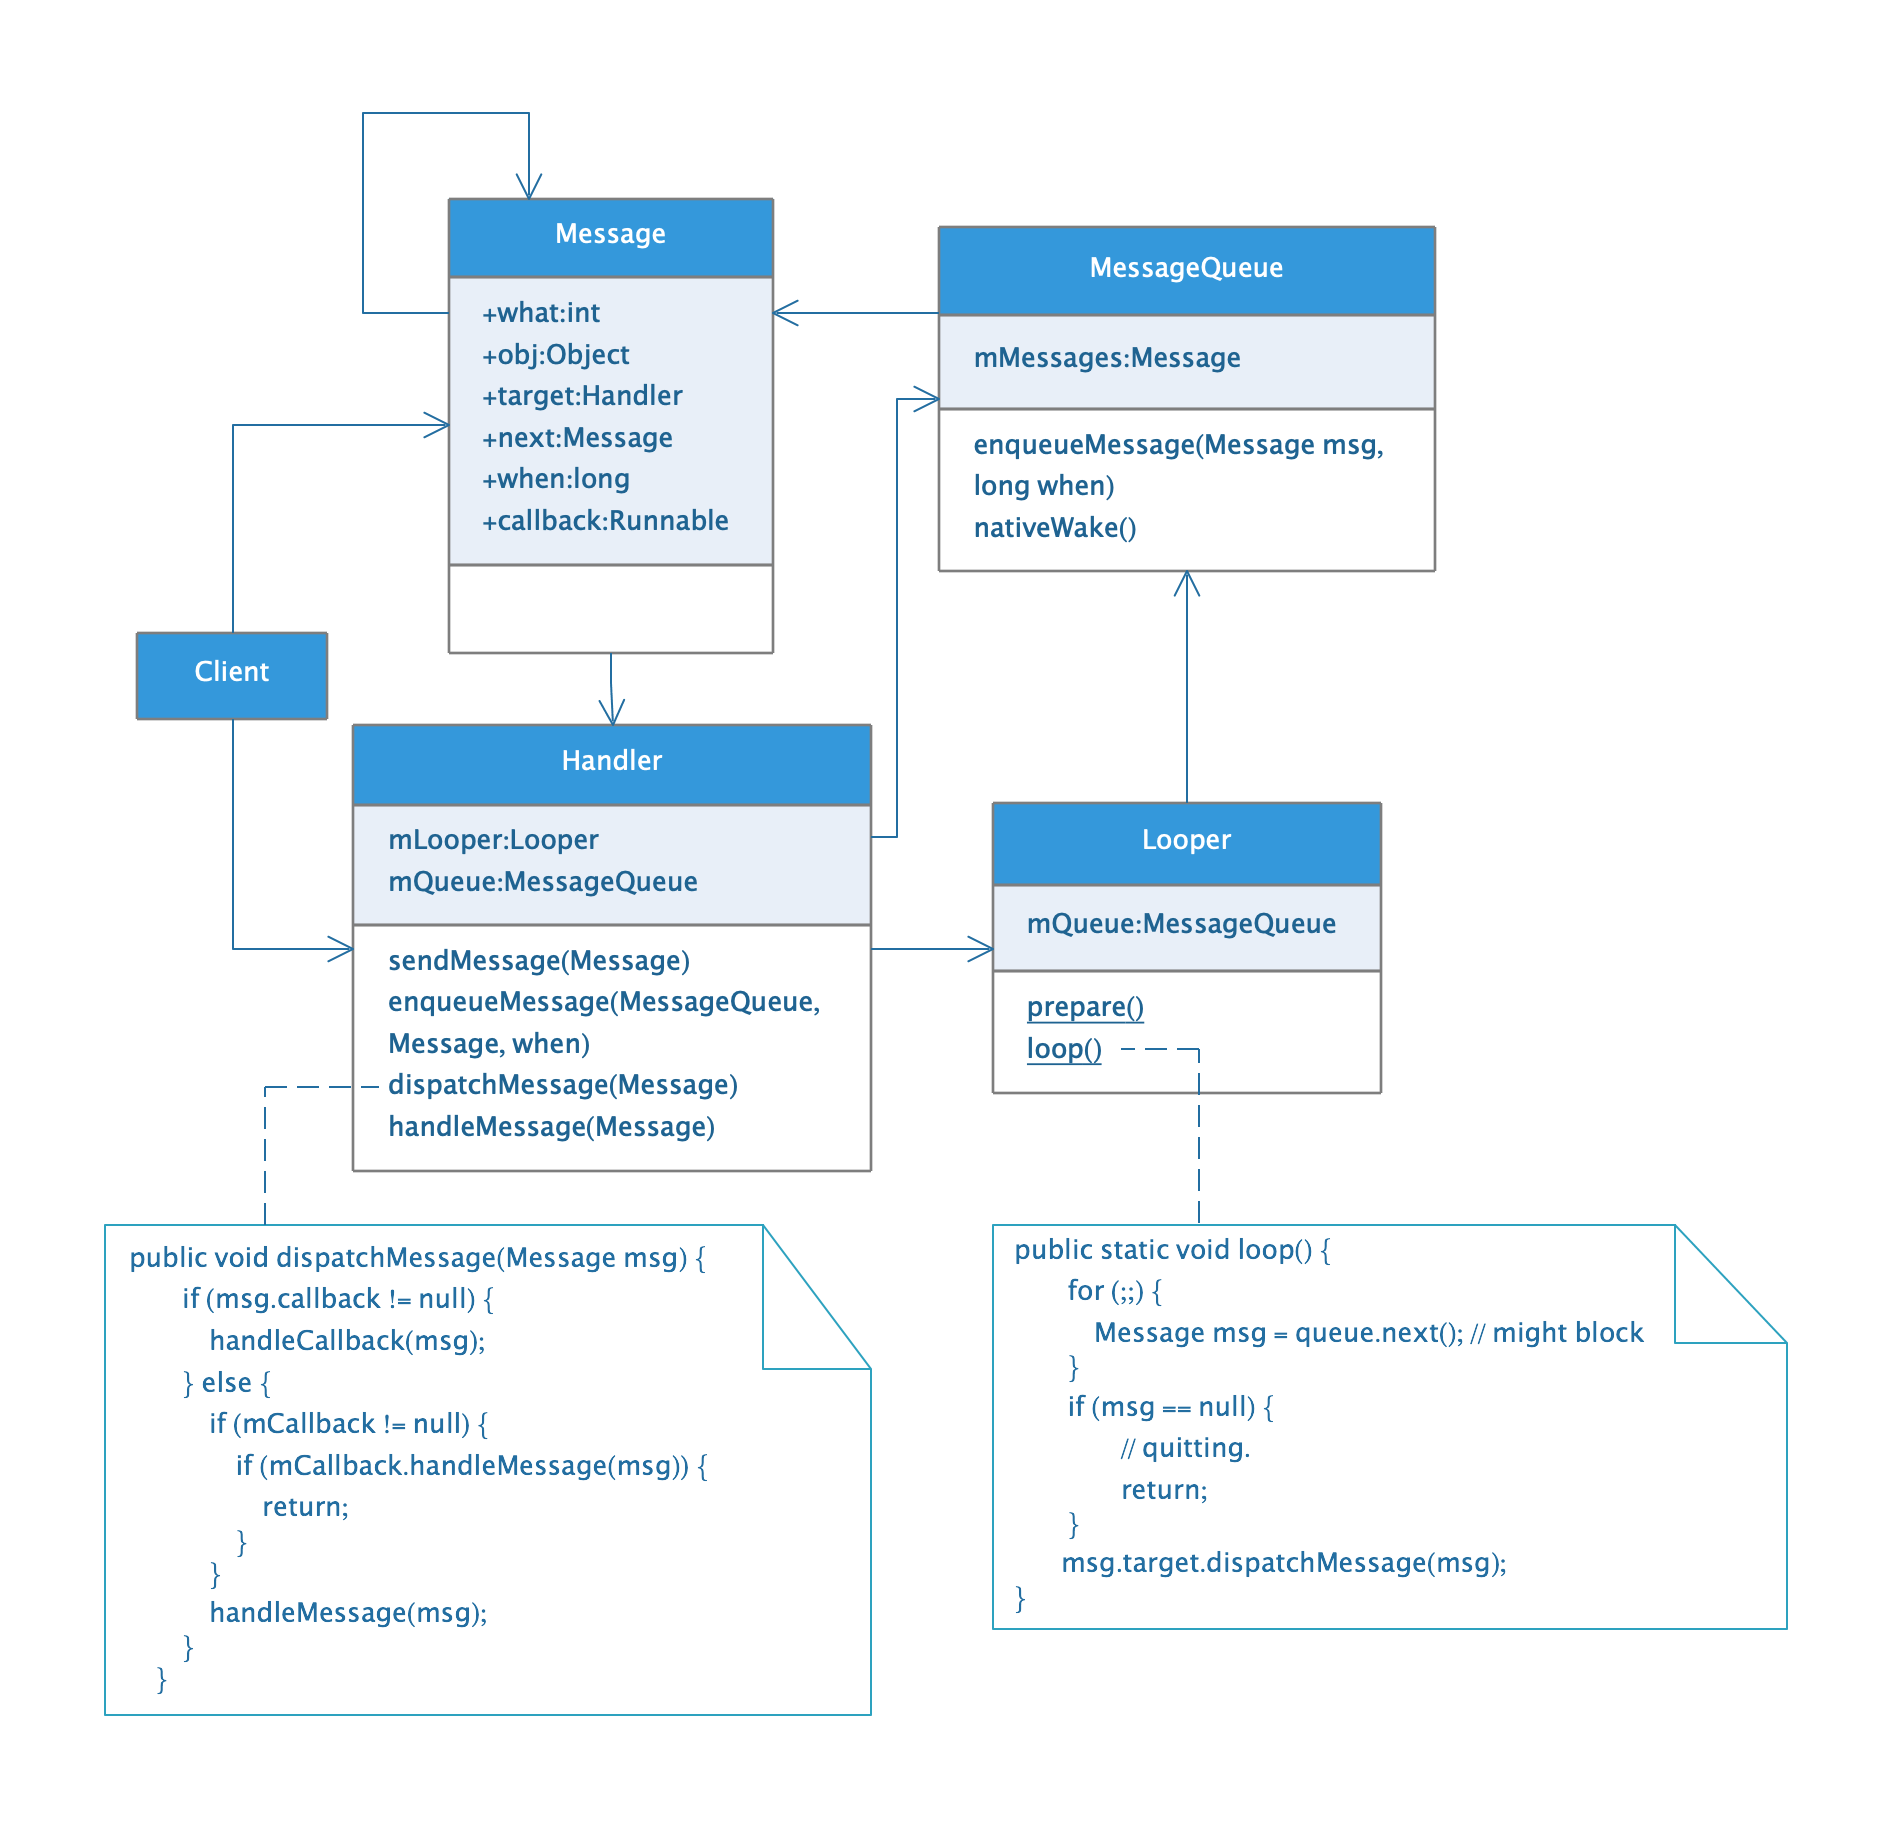 Message
+what:int
+obj:Object
+target:Handler
+next:Message
+when:long
+callback:Runnable
MessageQueue
mMessages:Message
enqueueMessage(Message msg,
long when)
nativeWake()
Client
Handler
mLooper:Looper
mQueue:MessageQueue
sendMessage(Message)
enqueueMessage(MessageQueue,
Message, when)
dispatchMessage(Message)
handleMessage(Message)
Looper
mQueue:MessageQueue
prepare()
loop()
public void dispatchMessage(Message msg) {
if (msg.callback != null) {
handleCallback(msg);
} else {
if (mCallback != null) {
if (mCallback.handleMessage(msg)) {
return;
}
}
handleMessage(msg);
}
}
public static void loop() {
for (;;) {
Message msg = queue.next(); // might block
}
if (msg == null) {
// quitting.
return;
}
msg.target.dispatchMessage(msg);
}